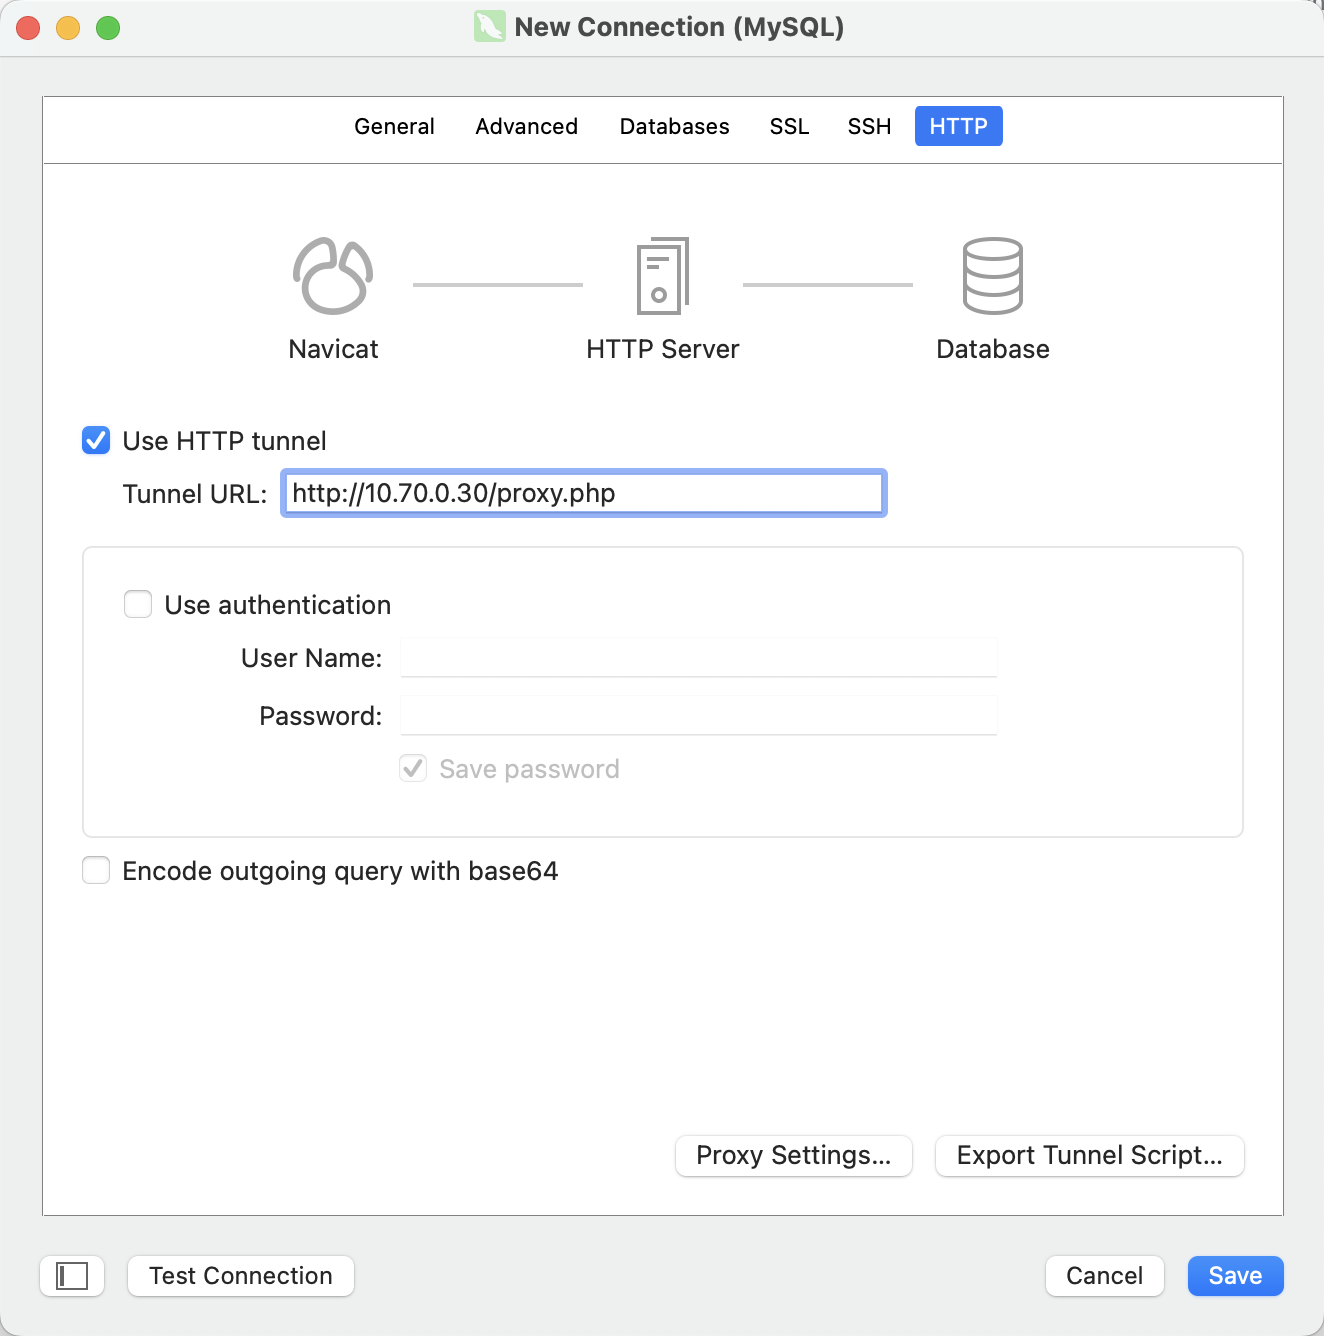 New Connection (MySQL)
General Advanced Databases SSL SSH HTTP
Navicat HTTP Server Database
Use HTTP tunnel
Tunnel URL: http://10.70.0.30/proxy.php
Use authentication
User Name:
Password:
Save password
Encode outgoing query with base64
Proxy Settings... Export Tunnel Script...
Test Connection Cancel Save